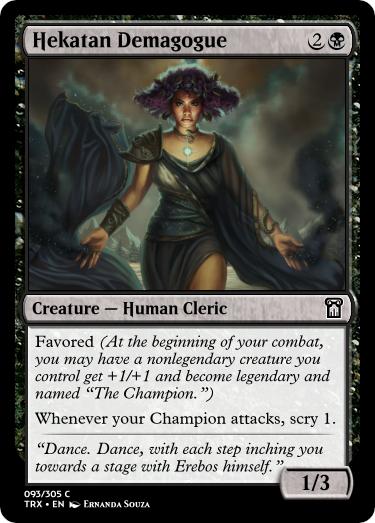 Hekatan Demagogue 2
Creature — Human Cleric
Favored (At the beginning of your combat,
you may have a nonlegendary creature you
control get +1/+1 and become legendary and
named “The Champion.”)
Whenever your Champion attacks, scry 1.
“Dance. Dance, with each step inching you
towards a stage with Erebos himself.”
1/3
093/305 C
TRX • EN Ernanda Souza